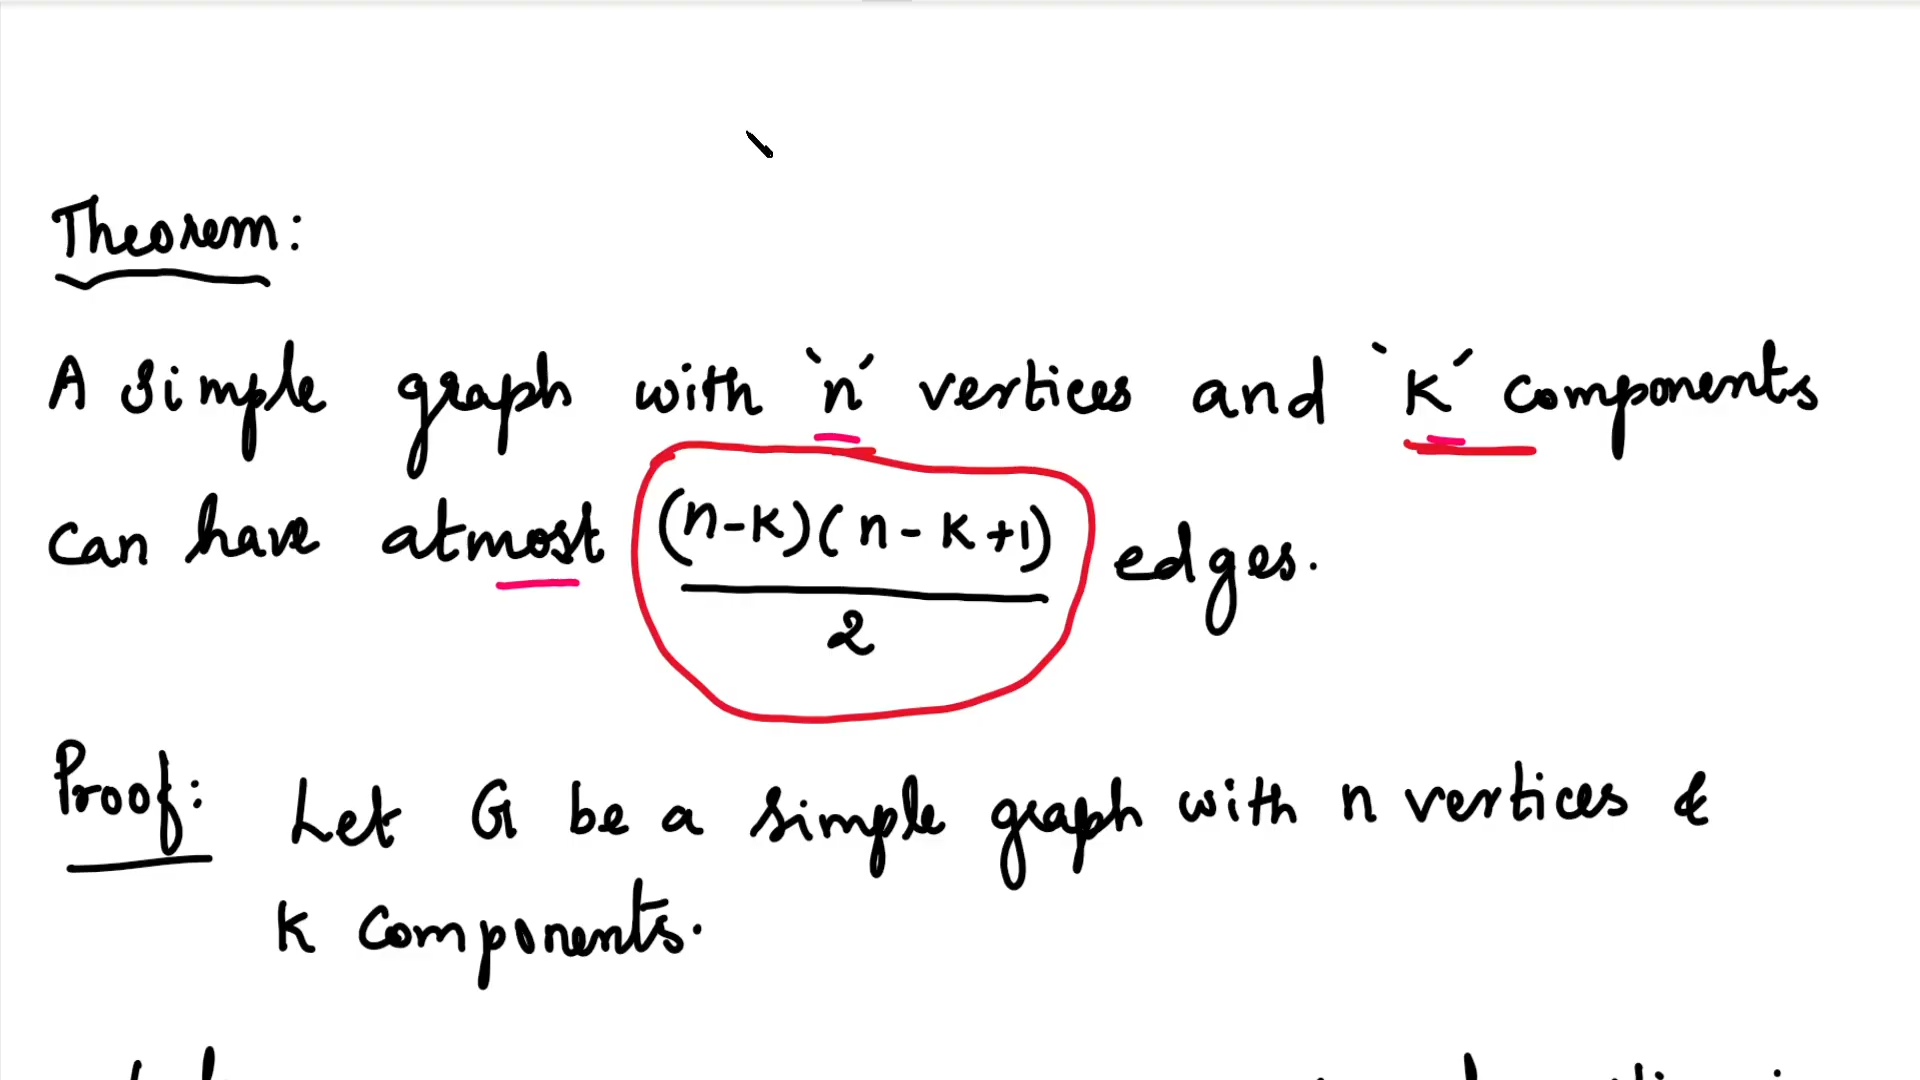 Theorem:
A simple graph with `n´ vertices and `K´ components
can have atmost (n-K)(n-K+1)
2
edges.
Proof: Let G be a simple graph with n vertices &
K components.